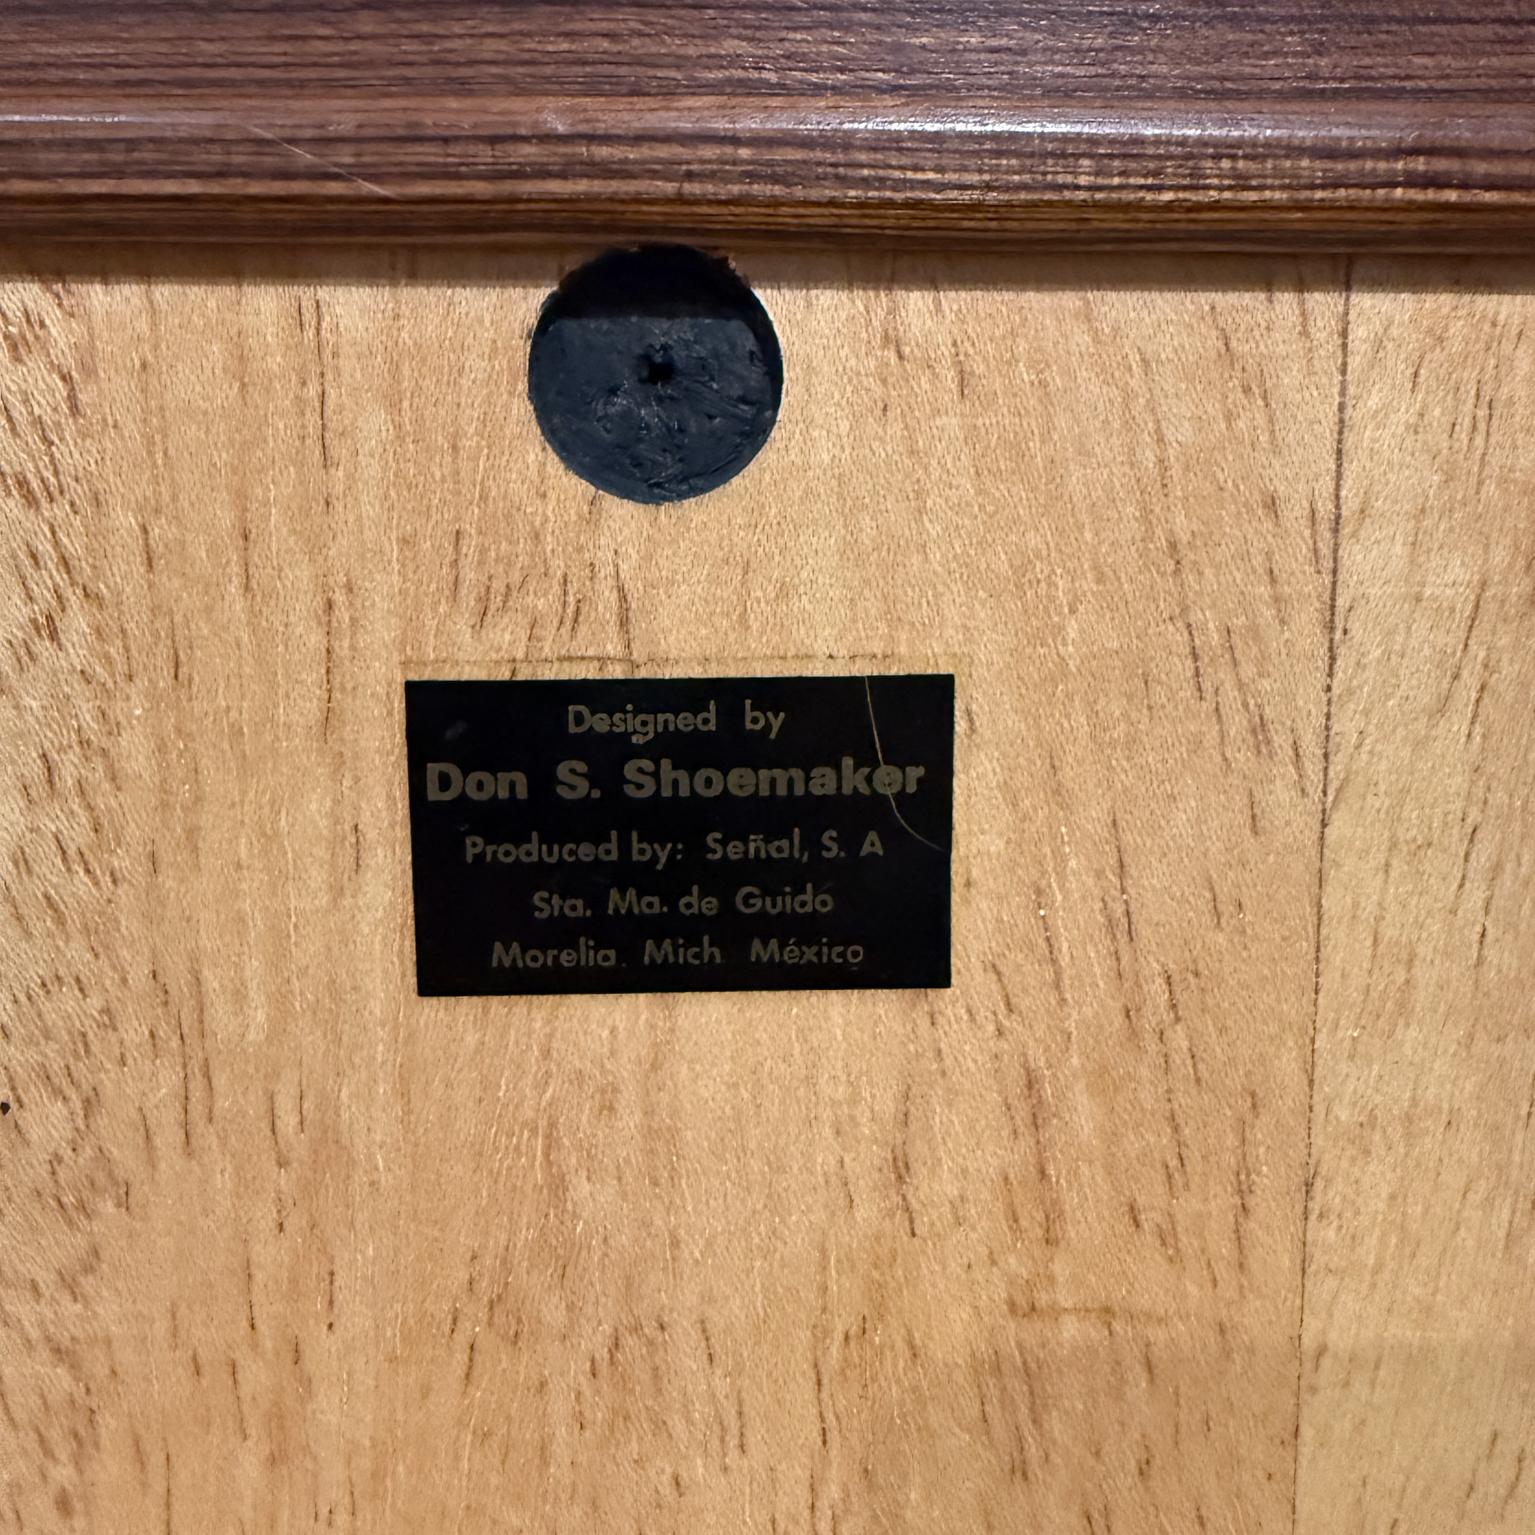 Designed by
Don S. Shoemaker
Produced by: Señal, S. A
Sta. Ma. de Guido
Morelia. Mich México